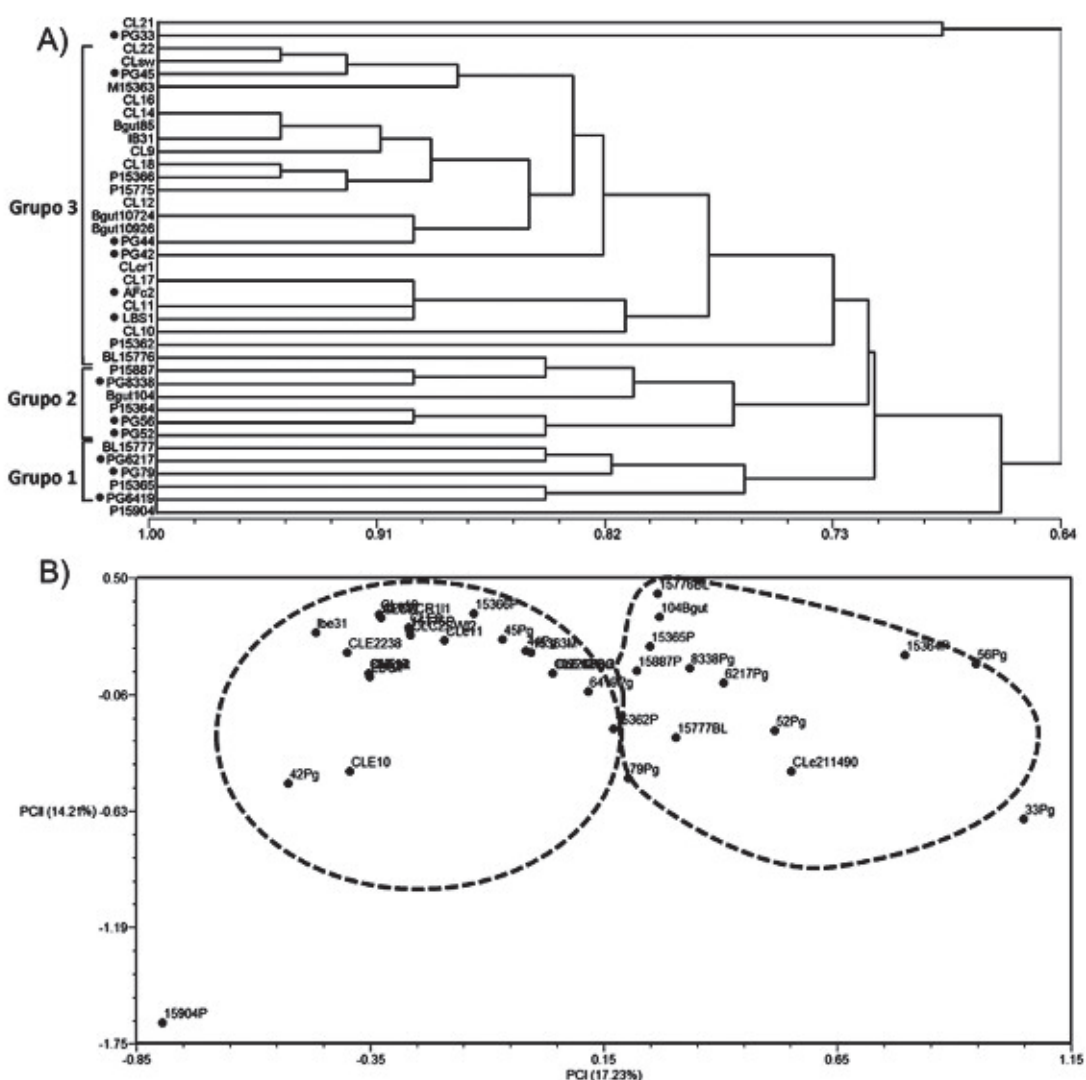 A)
CL21
PG33
CL22
CLsw
PG45
M15363
CL16
CL14
Bgut85
IB31
CL9
CL18
P15366
P15775
CL12
Bgut10724
Bgut10926
PG44
PG42
CLcr1
CL17
AFc2
CL11
LBS1
CL10
P15362
BL15776
P15887
PG8338
Bgut104
P15364
PG56
PG52
BL15777
PG6217
PG79
P15365
PG6419
P15904
Grupo 3
Grupo 2
Grupo 1
1.00 0.91 0.82 0.73 0.64
B)
0.50
-0.06
PCII (14.21%) -0.63
-1.19
-1.75
15776BL
104Bgut
15366P
Ibe31
CLE11
45Pg
CLE2238
15365P
15364P
56Pg
15887P
8338Pg
6217Pg
15777BL
52Pg
CLE10
42Pg
79Pg
CLe211490
33Pg
15904P
-0.85 -0.35 0.15 0.65 1.15
PCI (17.23%)